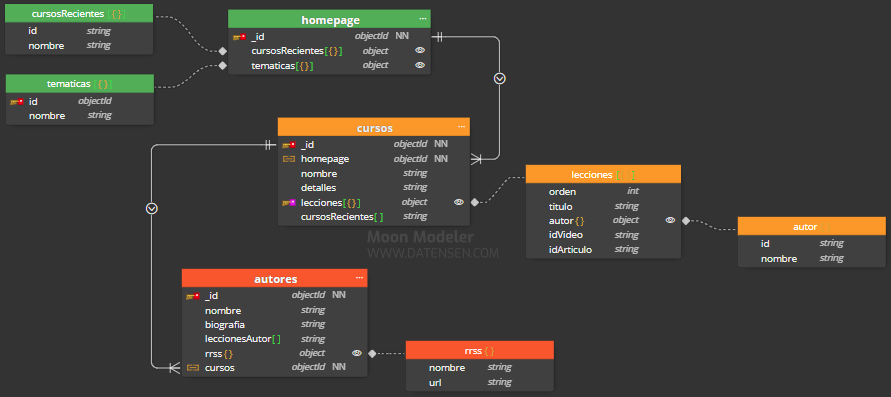 cursosRecientes[{}]
id string
nombre string
homepage ...
_id objectId NN
cursosRecientes[{}] object
tematicas[{}] object
tematicas[{}]
id objectId
nombre string
cursos ...
_id objectId NN
homepage objectId NN
nombre string
detalles string
lecciones[{}] object
cursosRecientes[] string
lecciones
orden int
titulo string
autor{} object
idVideo string
idArticulo string
autor
id string
nombre string
Moon Modeler
WWW.DATENSEN.COM
autores ...
_id objectId NN
nombre string
biografia string
leccionesAutor[] string
rrss{} object
cursos objectId NN
rrss{}
nombre string
url string